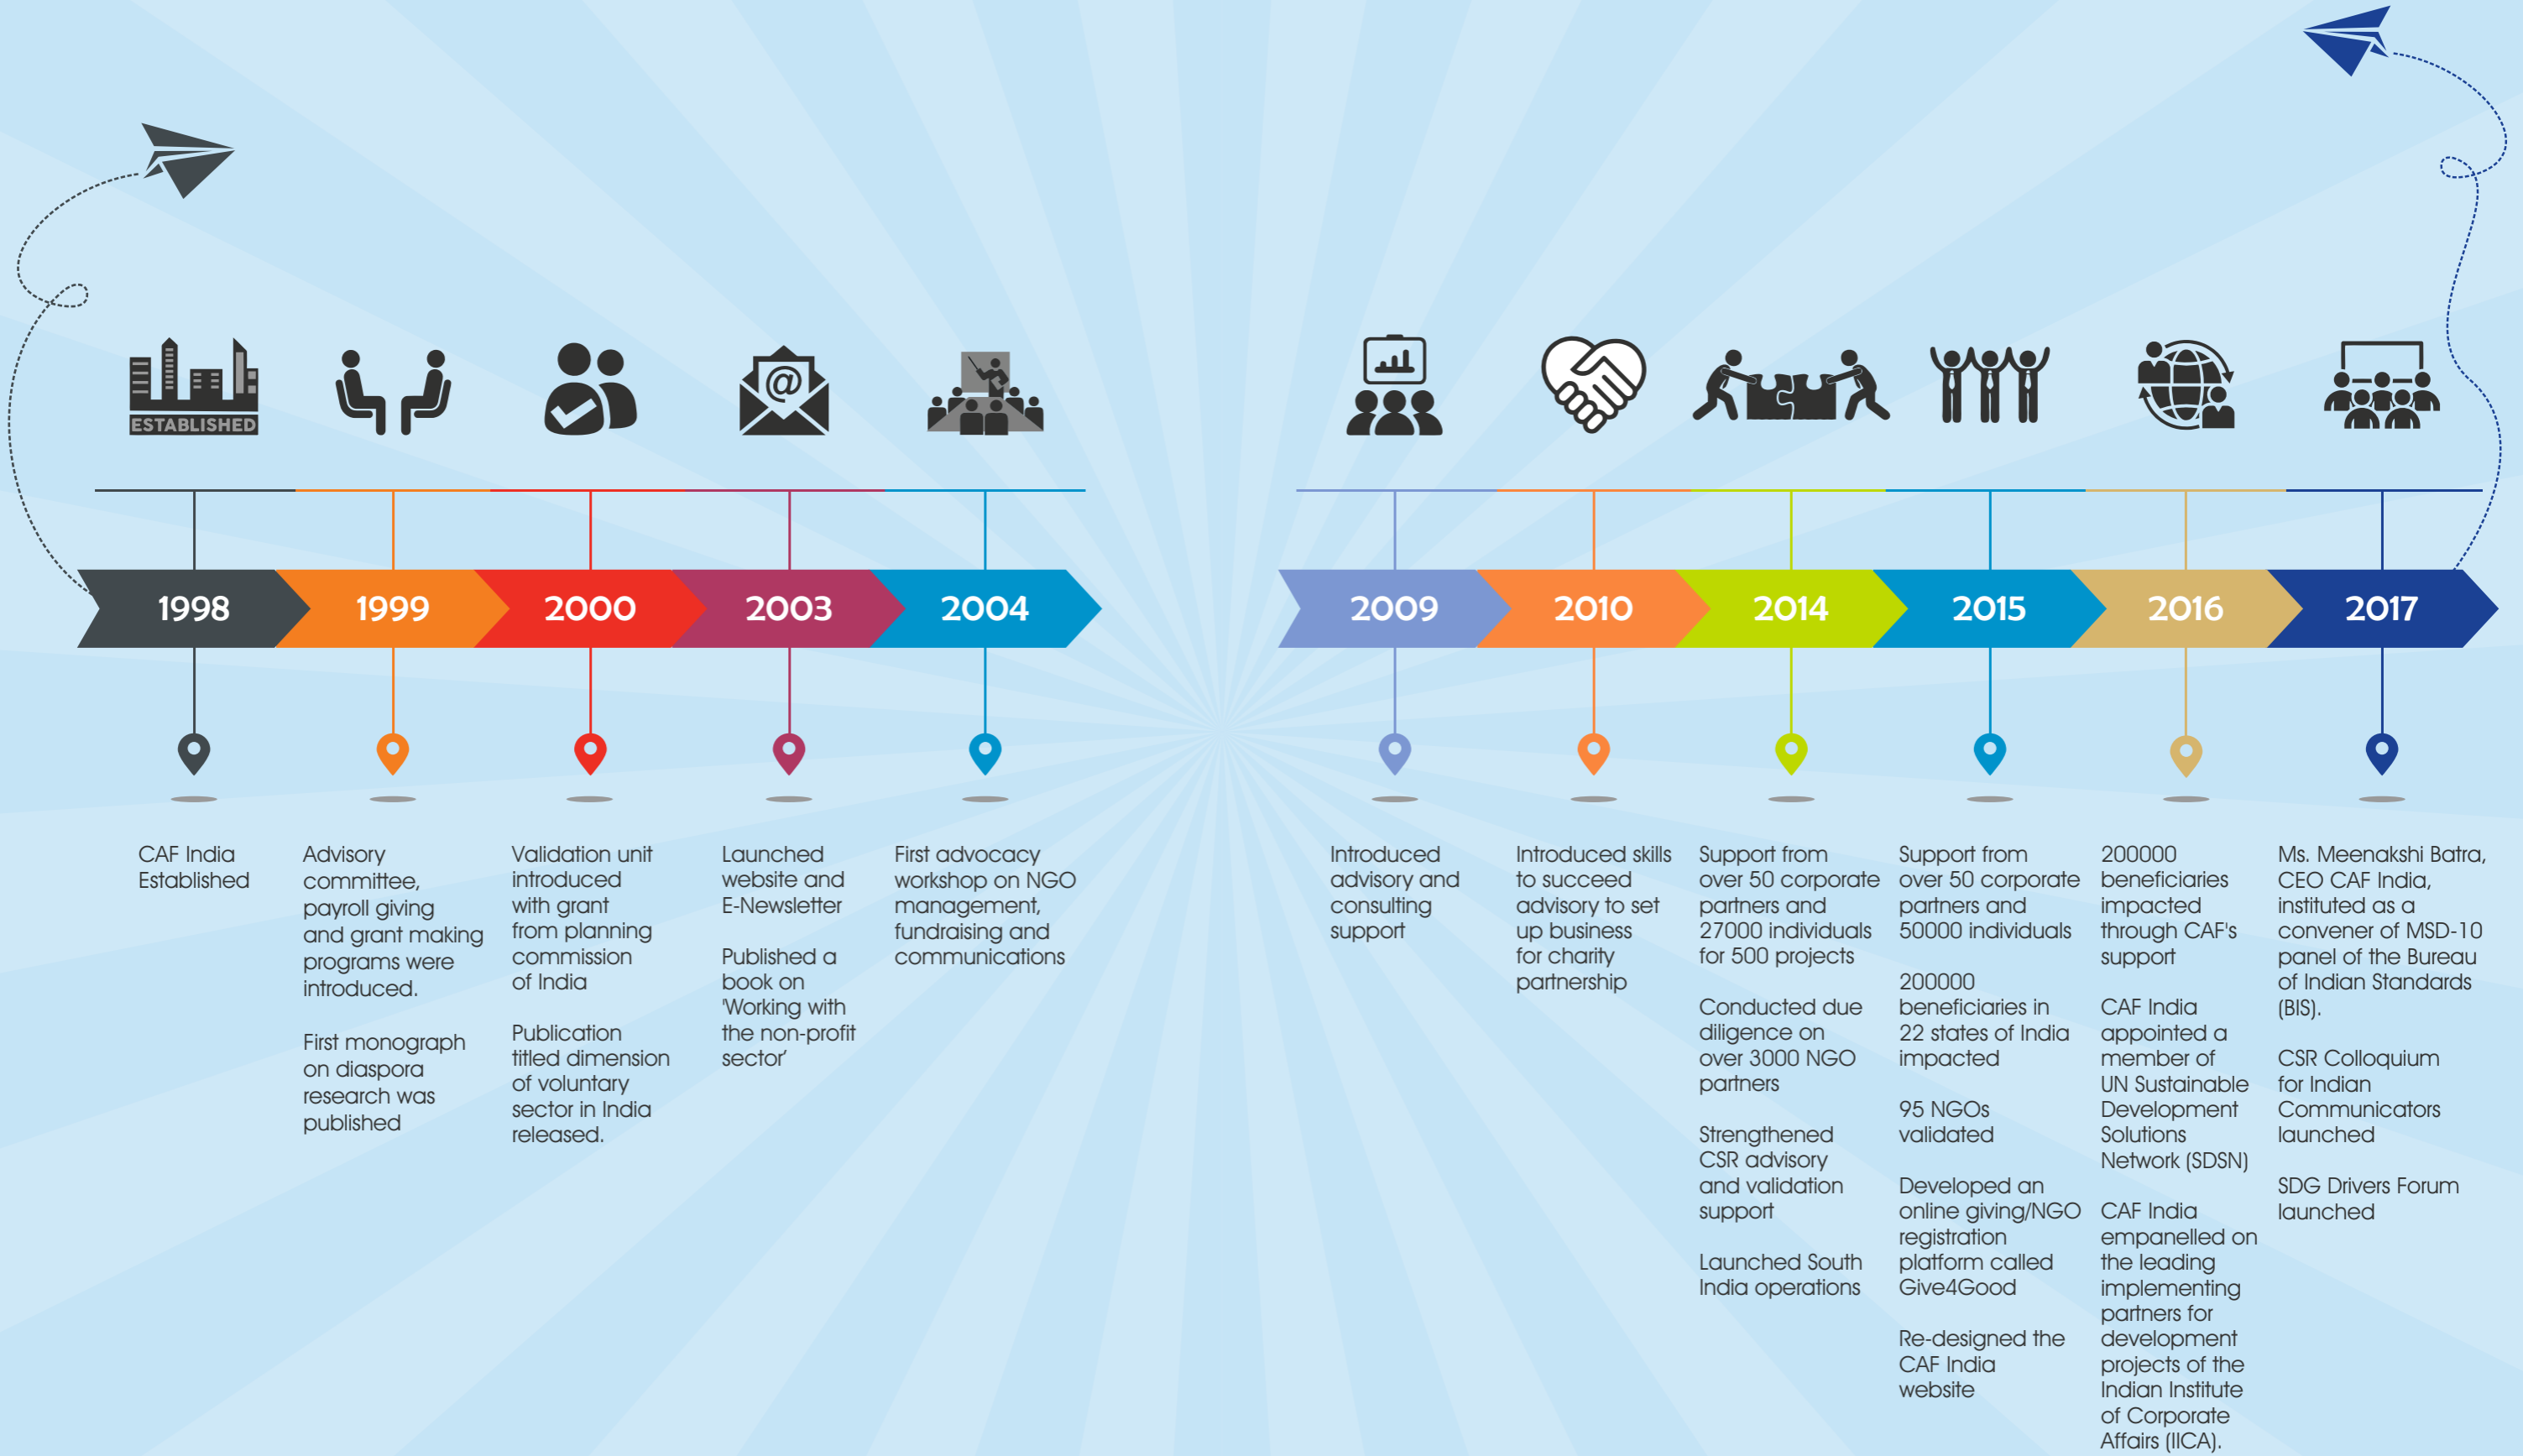 ESTABLISHED
@
1998
1999
2000
2003
2004
2009
2010
2014
2015
2016
2017
CAF India
Established
Advisory
committee,
payroll giving
and grant making
programs were
introduced.
First monograph
on diaspora
research was
published
Validation unit
introduced
with grant
from planning
commission
of India
Publication
titled dimension
of voluntary
sector in India
released.
Launched
website and
E-Newsletter
Published a
book on
'Working with
the non-profit
sector’
First advocacy
workshop on NGO
management,
fundraising and
communications
Introduced
advisory and
consulting
support
Introduced skills
to succeed
advisory to set
up business
for charity
partnership
Support from
over 50 corporate
partners and
27000 individuals
for 500 projects
Conducted due
diligence on
over 3000 NGO
partners
Strengthened
CSR advisory
and validation
support
Launched South
India operations
Support from
over 50 corporate
partners and
50000 individuals
200000
beneficiaries in
22 states of India
impacted
95 NGOs
validated
Developed an
online giving/NGO
registration
platform called
Give4Good
Re-designed the
CAF India
website
200000
beneficiaries
impacted
through CAF's
support
CAF India
appointed a
member of
UN Sustainable
Development
Solutions
Network (SDSN)
CAF India
empanelled on
the leading
implementing
partners for
development
projects of the
Indian Institute
of Corporate
Affairs (IICA).
Ms. Meenakshi Batra,
CEO CAF India,
instituted as a
convener of MSD-10
panel of the Bureau
of Indian Standards
(BIS).
CSR Colloquium
for Indian
Communicators
launched
SDG Drivers Forum
launched